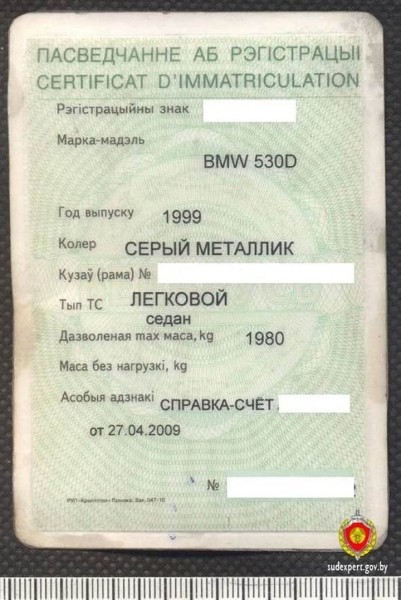 ПАСВЕДЧАННЕ АБ РЭГІСТРАЦЫІ
CERTIFICAT D'IMMATRICULATION
Рэгістрацыйны знак
Марка-мадэль
BMW 530D
Год выпуску 1999
Колер СЕРЫЙ МЕТАЛЛИК
Кузаў (рама) №
Тып ТС ЛЕГКОВОЙ
седан
Дазволеная max маса, kg 1980
Маса без нагрузкі, kg
Асобыя адзнакі СПРАВКА-СЧЕТ
от 27.04.2009
№
sudexpert.gov.by